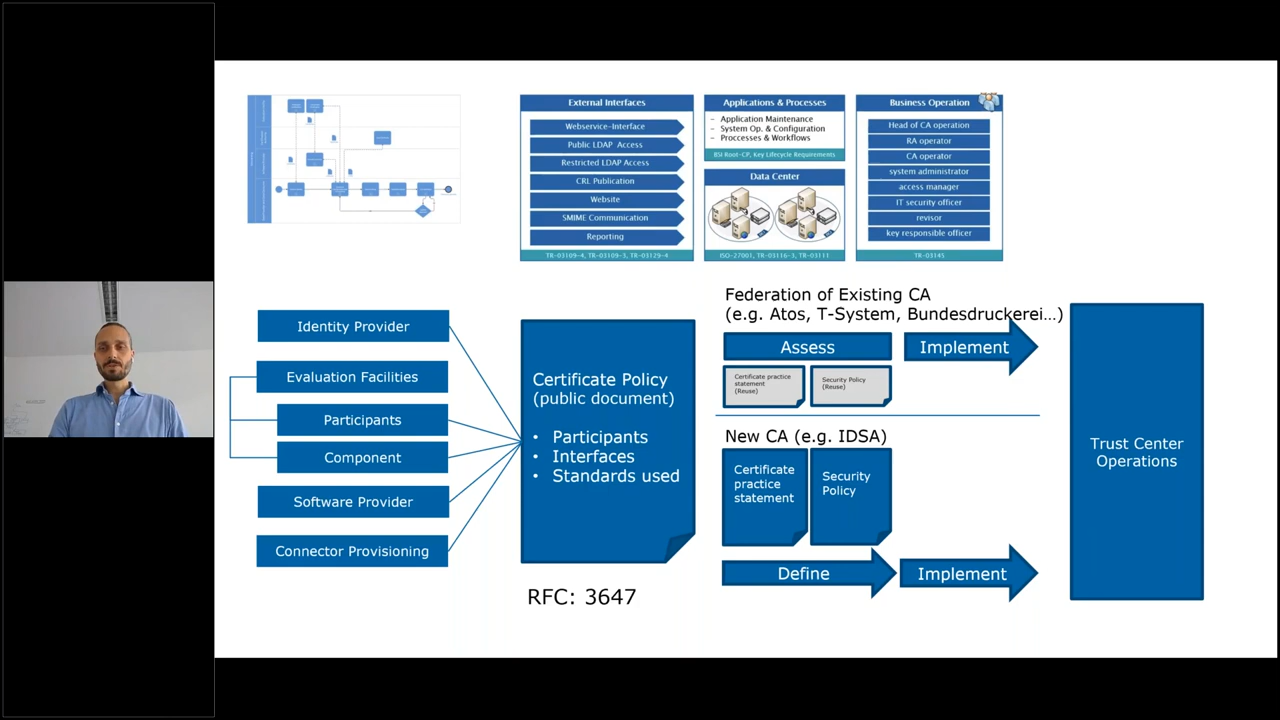 External Interfaces
Webservice-Interface
Public LDAP Access
Restricted LDAP Access
CRL Publication
Website
SMIME Communication
Reporting
TR-03109-4, TR-03109-3, TR-03129-4
Applications & Processes
– Application Maintenance
– System Op. & Configuration
– Proccesses & Workflows
BSI Root-CP, Key Lifecycle Requirements
Data Center
ISO-27001, TR-03116-3, TR-03111
Business Operation
Head of CA operation
RA operator
CA operator
system administrator
access manager
IT security officer
revisor
key responsible officer
TR-03145
Identity Provider
Evaluation Facilities
Participants
Component
Software Provider
Connector Provisioning
Certificate Policy
(public document)
• Participants
• Interfaces
• Standards used
RFC: 3647
Federation of Existing CA
(e.g. Atos, T-System, Bundesdruckerei...)
Assess
Implement
Certificate practice
statement
(Reuse)
Security Policy
(Reuse)
New CA (e.g. IDSA)
Certificate
practice
statement
Security
Policy
Define
Implement
Trust Center
Operations